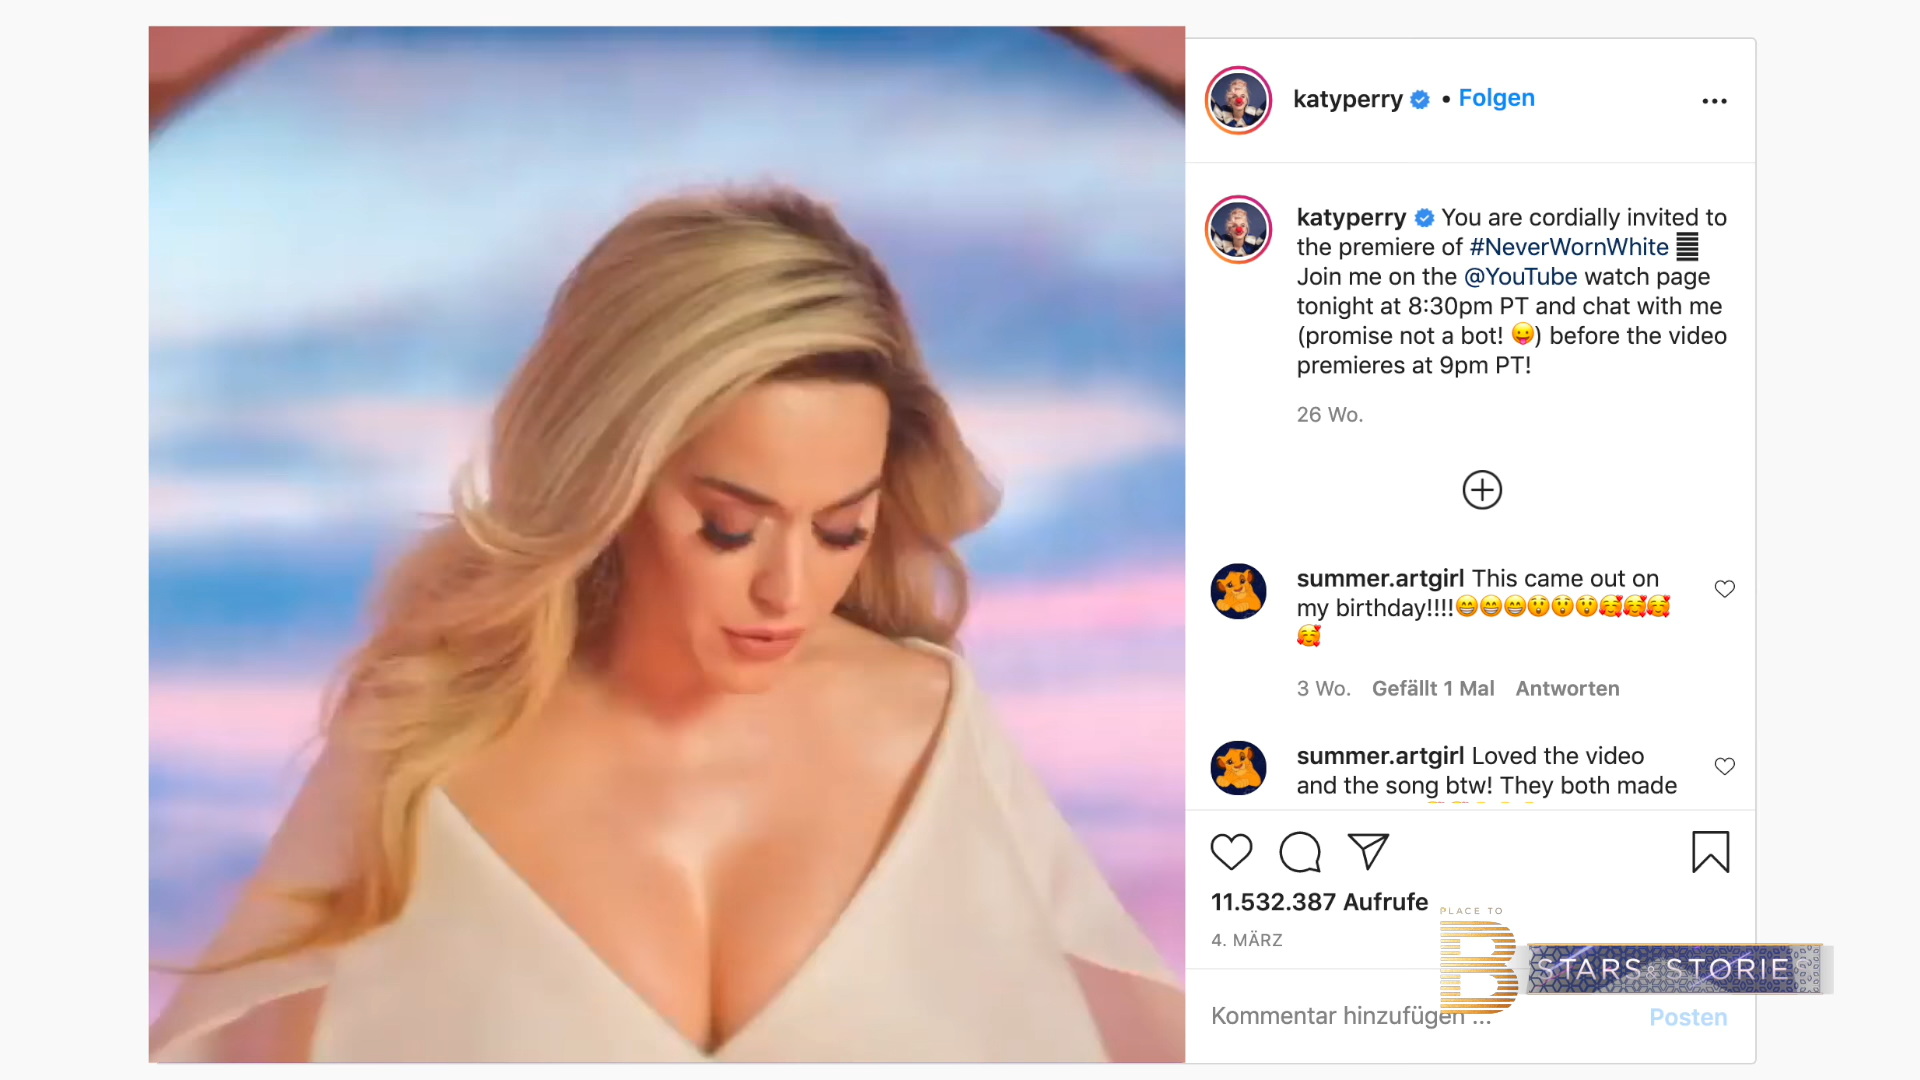 katyperry • Folgen
katyperry You are cordially invited to
the premiere of #NeverWornWhite
Join me on the @YouTube watch page
tonight at 8:30pm PT and chat with me
(promise not a bot! 😛) before the video
premieres at 9pm PT!
26 Wo.
summer.artgirl This came out on
my birthday!!!!😁😁😁😲😲😲🥰🥰🥰
🥰
3 Wo. Gefällt 1 Mal Antworten
summer.artgirl Loved the video
and the song btw! They both made
11.532.387 Aufrufe
4. MÄRZ
PLACE TO
B
STARS & STORIE
Kommentar hinzufügen ...
Posten